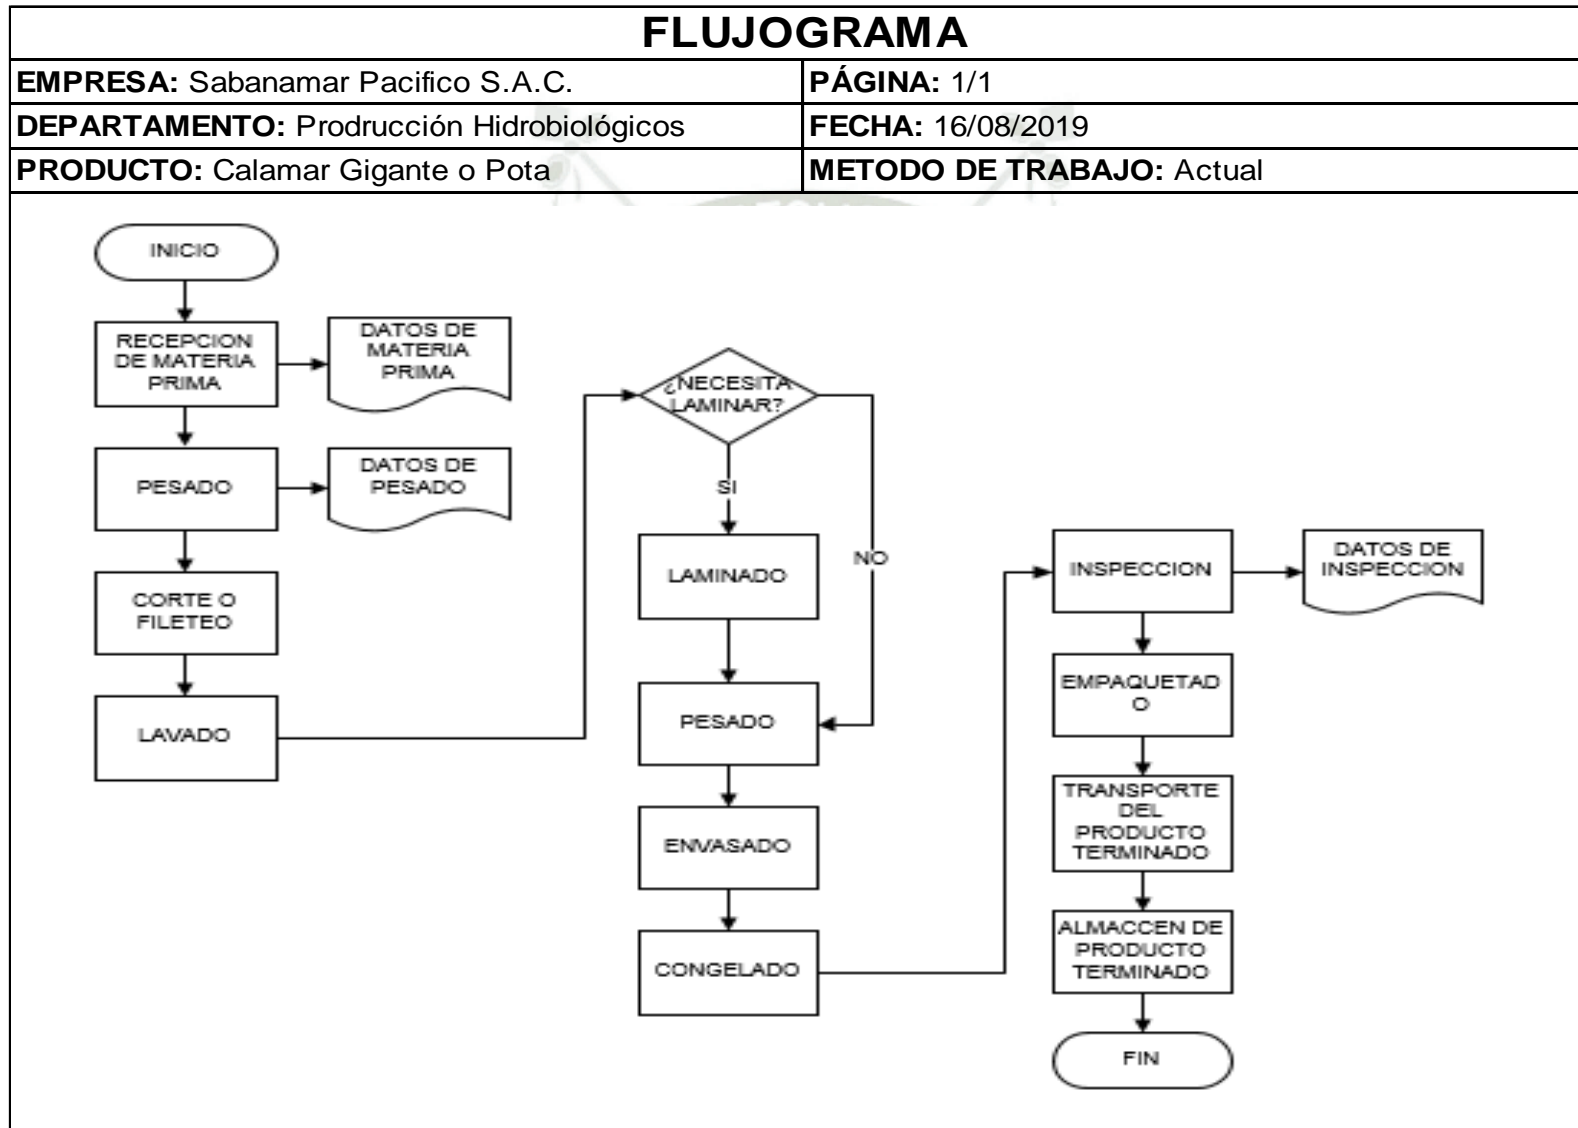 FLUJOGRAMA
EMPRESA: Sabanamar Pacifico S.A.C.
PÁGINA: 1/1
DEPARTAMENTO: Prodrucción Hidrobiológicos
FECHA: 16/08/2019
PRODUCTO: Calamar Gigante o Pota
METODO DE TRABAJO: Actual
INICIO
RECEPCION
DE MATERIA
PRIMA
DATOS DE
MATERIA
PRIMA
PESADO
DATOS DE
PESADO
CORTE O
FILETEO
LAVADO
¿NECESITA
LAMINAR?
SI
NO
LAMINADO
PESADO
ENVASADO
CONGELADO
INSPECCION
DATOS DE
INSPECCION
EMPAQUETAD
O
TRANSPORTE
DEL
PRODUCTO
TERMINADO
ALMACCEN DE
PRODUCTO
TERMINADO
FIN